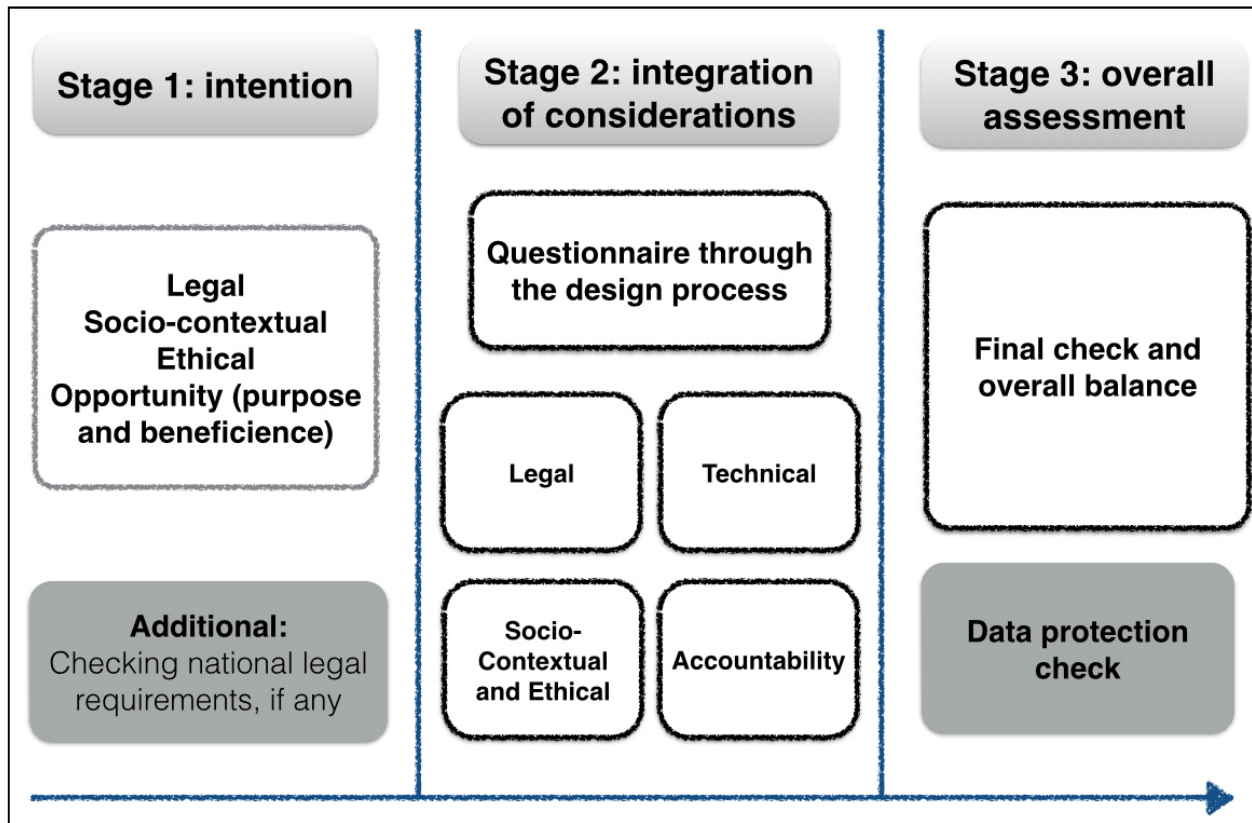 Stage 1: intention
Legal
Socio-contextual
Ethical
Opportunity (purpose
and beneficience)
Additional:
Checking national legal
requirements, if any
Stage 2: integration
of considerations
Questionnaire through
the design process
Legal
Technical
Socio-
Contextual
and Ethical
Accountability
Stage 3: overall
assessment
Final check and
overall balance
Data protection
check